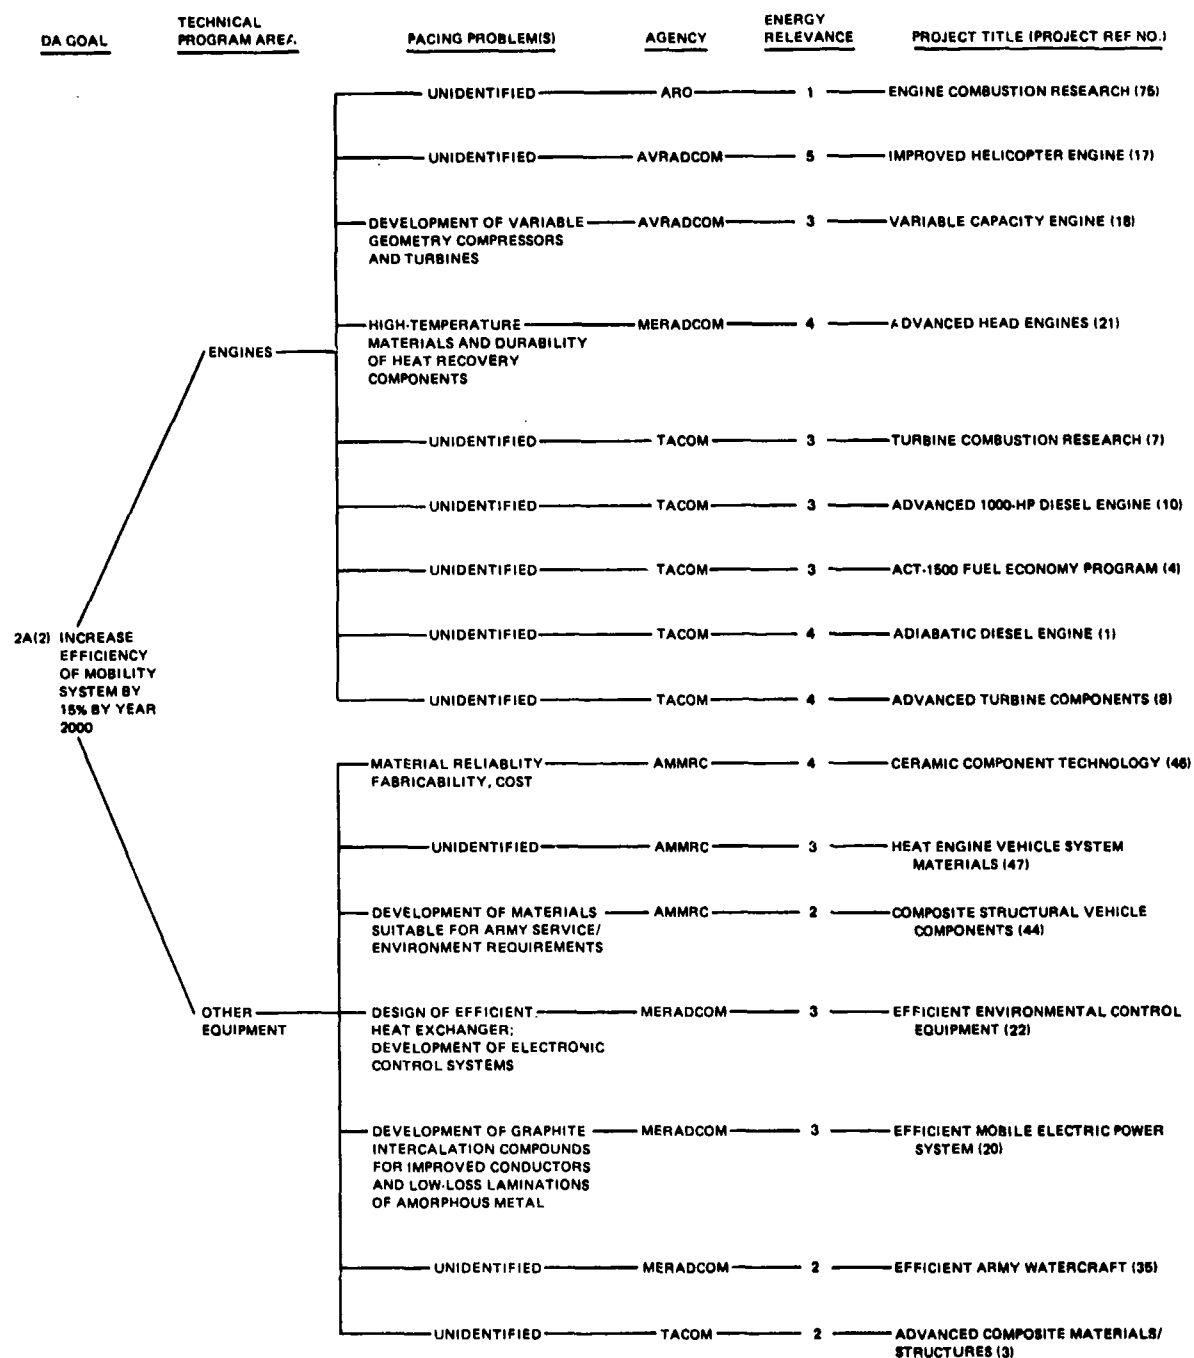 DA GOAL
TECHNICAL
PROGRAM AREA
PACING PROBLEM(S)
AGENCY
ENERGY
RELEVANCE
PROJECT TITLE (PROJECT REF NO.)
UNIDENTIFIED ARO 1 ENGINE COMBUSTION RESEARCH (75)
UNIDENTIFIED AVRADCOM 5 IMPROVED HELICOPTER ENGINE (17)
DEVELOPMENT OF VARIABLE AVRADCOM 3 VARIABLE CAPACITY ENGINE (18)
GEOMETRY COMPRESSORS
AND TURBINES
HIGH-TEMPERATURE MERADCOM 4 ADVANCED HEAD ENGINES (21)
MATERIALS AND DURABILITY
OF HEAT RECOVERY
COMPONENTS
ENGINES
UNIDENTIFIED TACOM 3 TURBINE COMBUSTION RESEARCH (7)
UNIDENTIFIED TACOM 3 ADVANCED 1000-HP DIESEL ENGINE (10)
UNIDENTIFIED TACOM 3 ACT-1500 FUEL ECONOMY PROGRAM (4)
UNIDENTIFIED TACOM 4 ADIABATIC DIESEL ENGINE (1)
2A(2) INCREASE
EFFICIENCY
OF MOBILITY
SYSTEM BY
15% BY YEAR
2000
UNIDENTIFIED TACOM 4 ADVANCED TURBINE COMPONENTS (8)
MATERIAL RELIABLITY AMMRC 4 CERAMIC COMPONENT TECHNOLOGY (46)
FABRICABILITY, COST
UNIDENTIFIED AMMRC 3 HEAT ENGINE VEHICLE SYSTEM
MATERIALS (47)
DEVELOPMENT OF MATERIALS AMMRC 2 COMPOSITE STRUCTURAL VEHICLE
SUITABLE FOR ARMY SERVICE/ COMPONENTS (44)
ENVIRONMENT REQUIREMENTS
OTHER
EQUIPMENT
DESIGN OF EFFICIENT MERADCOM 3 EFFICIENT ENVIRONMENTAL CONTROL
HEAT EXCHANGER; EQUIPMENT (22)
DEVELOPMENT OF ELECTRONIC
CONTROL SYSTEMS
DEVELOPMENT OF GRAPHITE MERADCOM 3 EFFICIENT MOBILE ELECTRIC POWER
INTERCALATION COMPOUNDS SYSTEM (20)
FOR IMPROVED CONDUCTORS
AND LOW-LOSS LAMINATIONS
OF AMORPHOUS METAL
UNIDENTIFIED MERADCOM 2 EFFICIENT ARMY WATERCRAFT (35)
UNIDENTIFIED TACOM 2 ADVANCED COMPOSITE MATERIALS/
STRUCTURES (3)